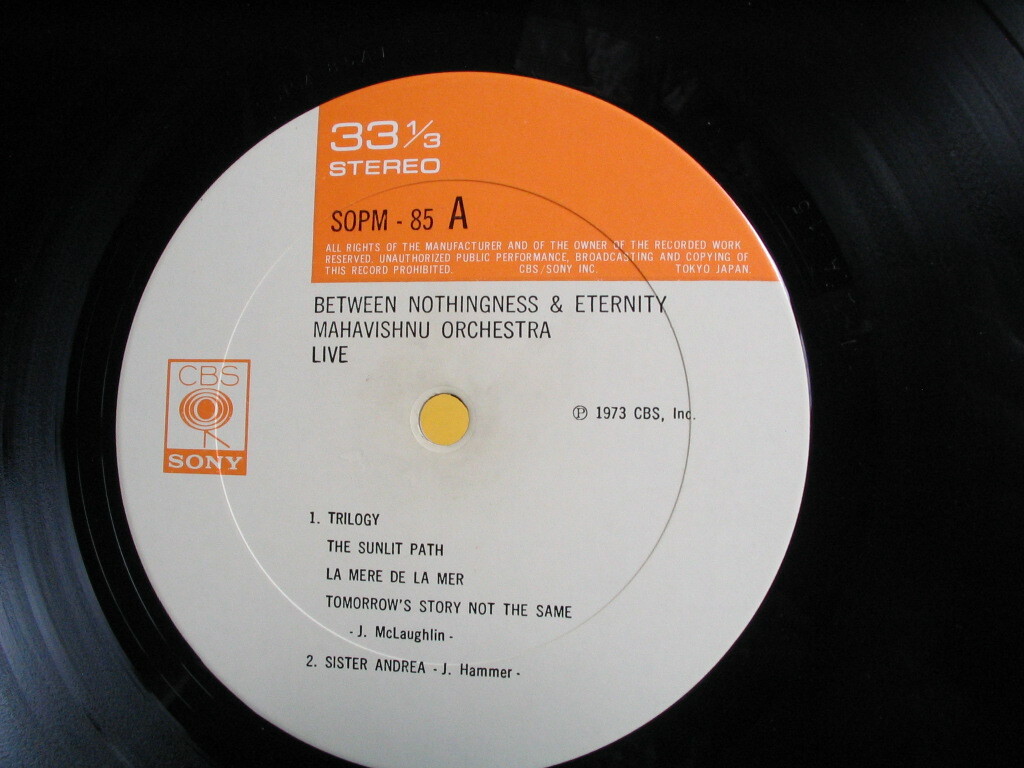 33 1/3
STEREO
SOPM - 85 A
ALL RIGHTS OF THE MANUFACTURER AND OF THE OWNER OF THE RECORDED WORK
RESERVED. UNAUTHORIZED PUBLIC PERFORMANCE, BROADCASTING AND COPYING OF
THIS RECORD PROHIBITED. CBS/SONY INC. TOKYO JAPAN.
BETWEEN NOTHINGNESS & ETERNITY
MAHAVISHNU ORCHESTRA
LIVE
CBS
SONY
℗ 1973 CBS, Inc.
1. TRILOGY
THE SUNLIT PATH
LA MERE DE LA MER
TOMORROW'S STORY NOT THE SAME
- J. McLaughlin -
2. SISTER ANDREA - J. Hammer -